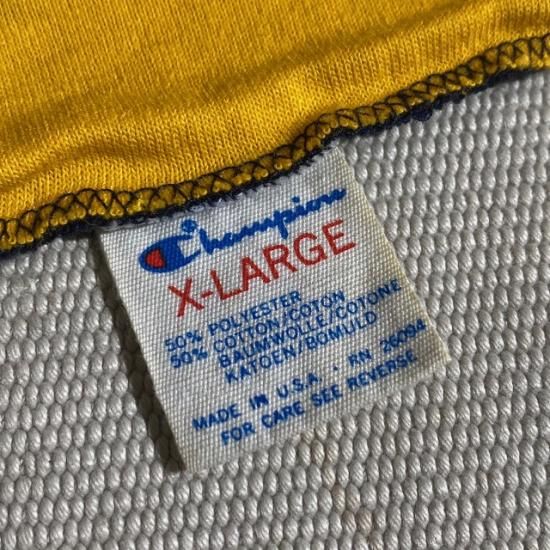 Champion
X-LARGE
50% POLYESTER
50% COTTON/COTON
BAUMWOLLE/COTONE
KATOEN/BOMULD
MADE IN U.S.A. · RN 26094
FOR CARE SEE REVERSE